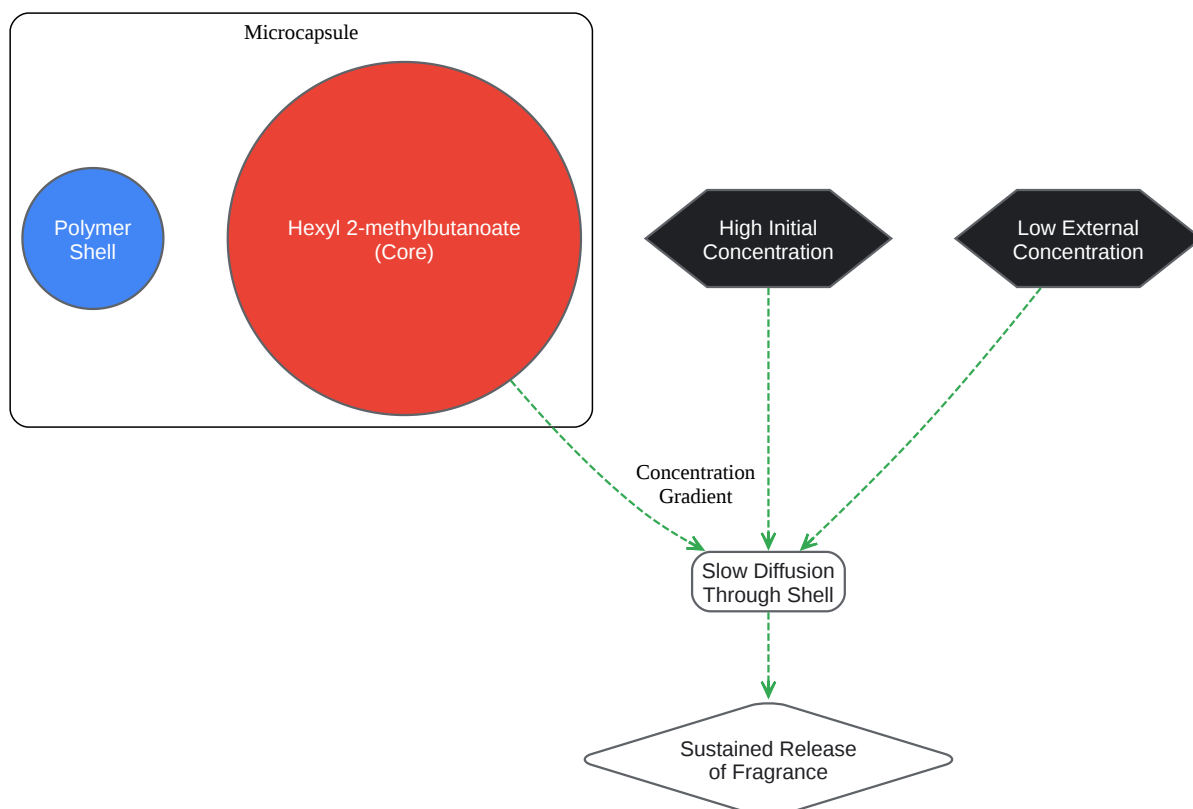 Microcapsule
Polymer
Shell
Hexyl 2-methylbutanoate
(Core)
High Initial
Concentration
Low External
Concentration
Concentration
Gradient
Slow Diffusion
Through Shell
Sustained Release
of Fragrance